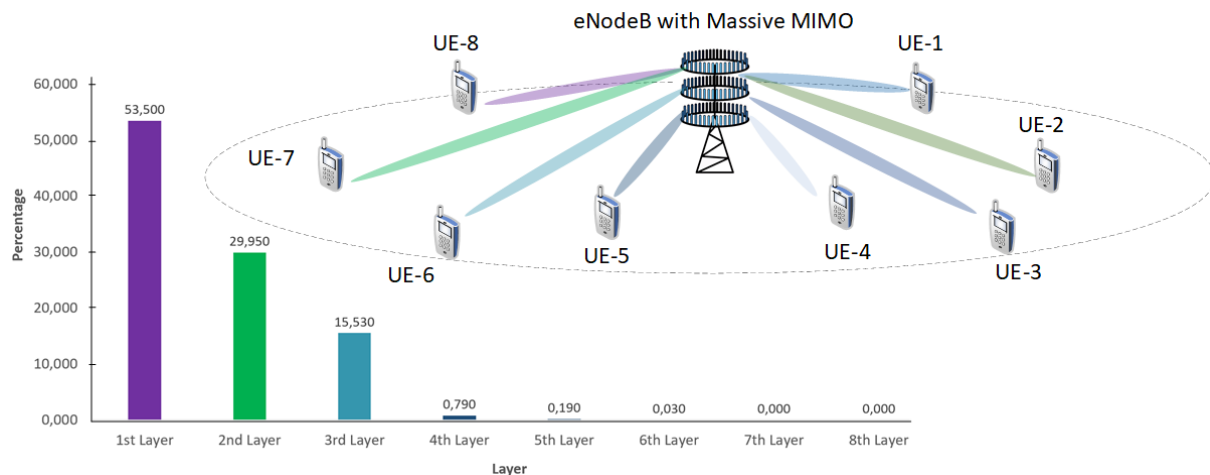 eNodeB with Massive MIMO
UE-8
UE-1
UE-2
UE-7
UE-5
UE-4
UE-6
UE-3
Percentage
60,000
50,000
40,000
30,000
20,000
10,000
0,000
53,500
29,950
15,530
0,790
0,190
0,030
0,000
0,000
1st Layer
2nd Layer
3rd Layer
4th Layer
5th Layer
6th Layer
7th Layer
8th Layer
Layer